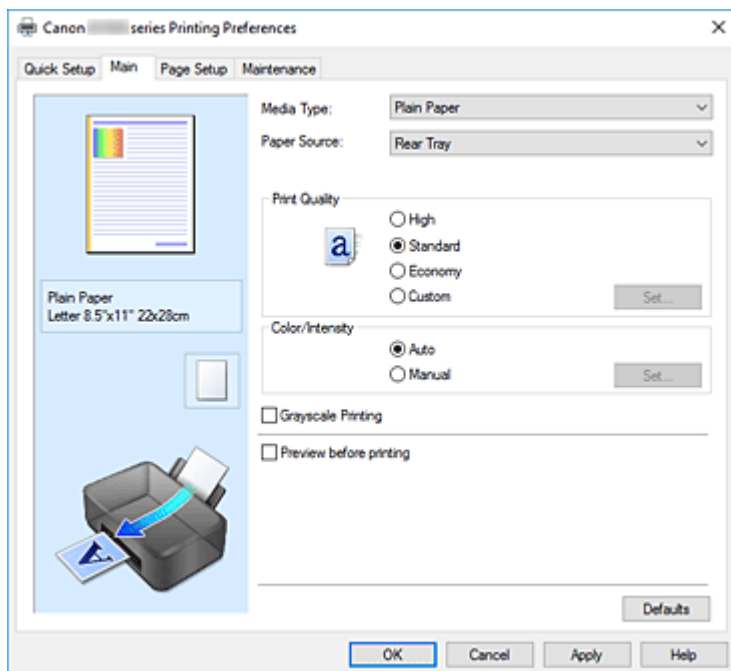 Canon series Printing Preferences
Quick Setup Main Page Setup Maintenance
Media Type: Plain Paper
Paper Source: Rear Tray
Print Quality
a
High
Standard
Economy
Custom Set...
Plain Paper
Letter 8.5"x11" 22x28cm
Color/Intensity
Auto
Manual Set...
Grayscale Printing
Preview before printing
A
Defaults
OK Cancel Apply Help